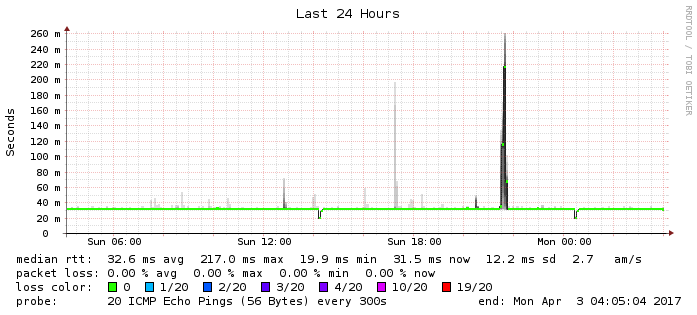 Last 24 Hours
RRDTOOL / TOBI OETIKER
Seconds
260 m
240 m
220 m
200 m
180 m
160 m
140 m
120 m
100 m
80 m
60 m
40 m
20 m
0
Sun 06:00 Sun 12:00 Sun 18:00 Mon 00:00
median rtt: 32.6 ms avg 217.0 ms max 19.9 ms min 31.5 ms now 12.2 ms sd 2.7 am/s
packet loss: 0.00 % avg 0.00 % max 0.00 % min 0.00 % now
loss color: 0 1/20 2/20 3/20 4/20 10/20 19/20
probe: 20 ICMP Echo Pings (56 Bytes) every 300s end: Mon Apr 3 04:05:04 2017